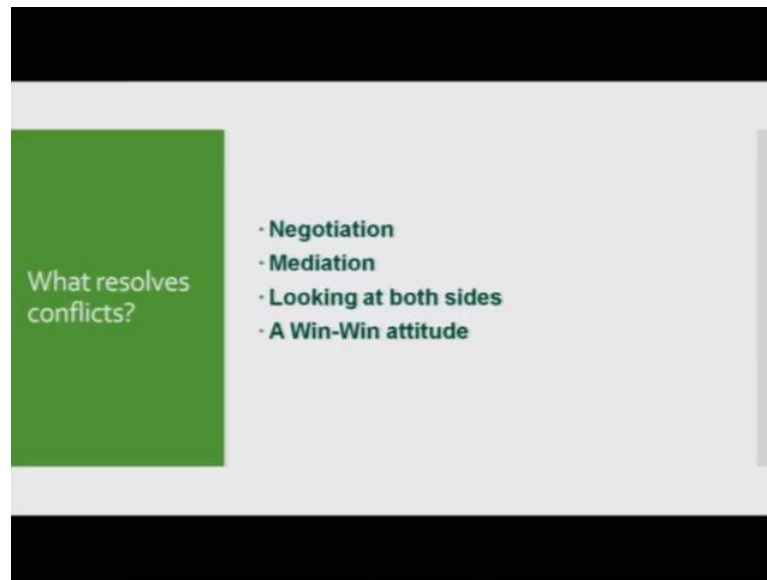 What resolves
conflicts?
· Negotiation
· Mediation
· Looking at both sides
· A Win-Win attitude